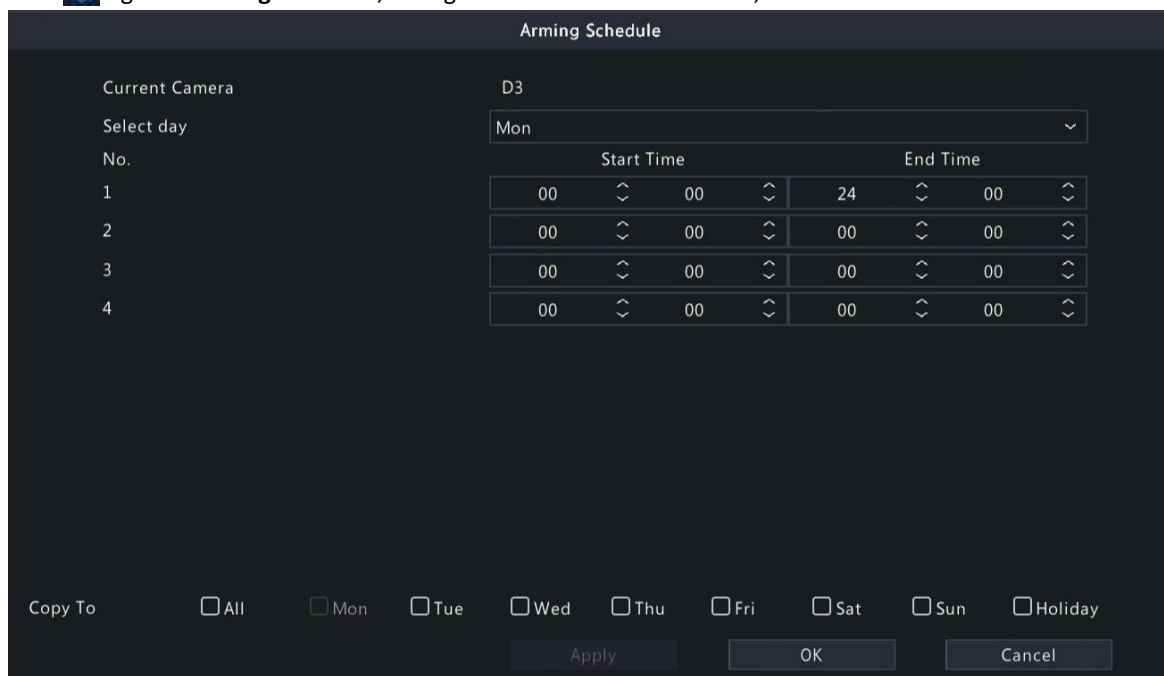 Arming Schedule
Current Camera D3
Select day Mon
No. Start Time End Time
1 00 00 24 00
2 00 00 00 00
3 00 00 00 00
4 00 00 00 00
Copy To All Mon Tue Wed Thu Fri Sat Sun Holiday
Apply OK Cancel